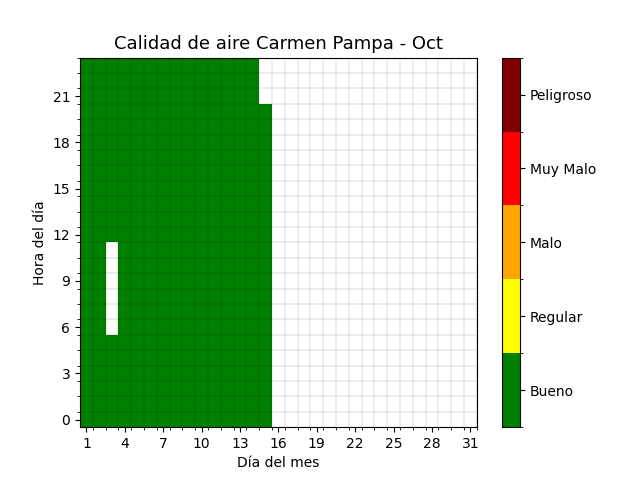 Calidad de aire Carmen Pampa - Oct
Hora del día
21
18
15
12
9
6
3
0
1 4 7 10 13 16 19 22 25 28 31
Día del mes
Peligroso
Muy Malo
Malo
Regular
Bueno